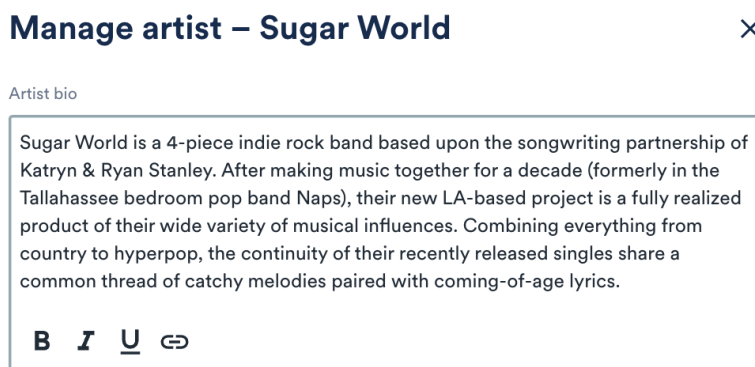 Manage artist – Sugar World
Artist bio
Sugar World is a 4-piece indie rock band based upon the songwriting partnership of
Katryn & Ryan Stanley. After making music together for a decade (formerly in the
Tallahassee bedroom pop band Naps), their new LA-based project is a fully realized
product of their wide variety of musical influences. Combining everything from
country to hyperpop, the continuity of their recently released singles share a
common thread of catchy melodies paired with coming-of-age lyrics.
B I U